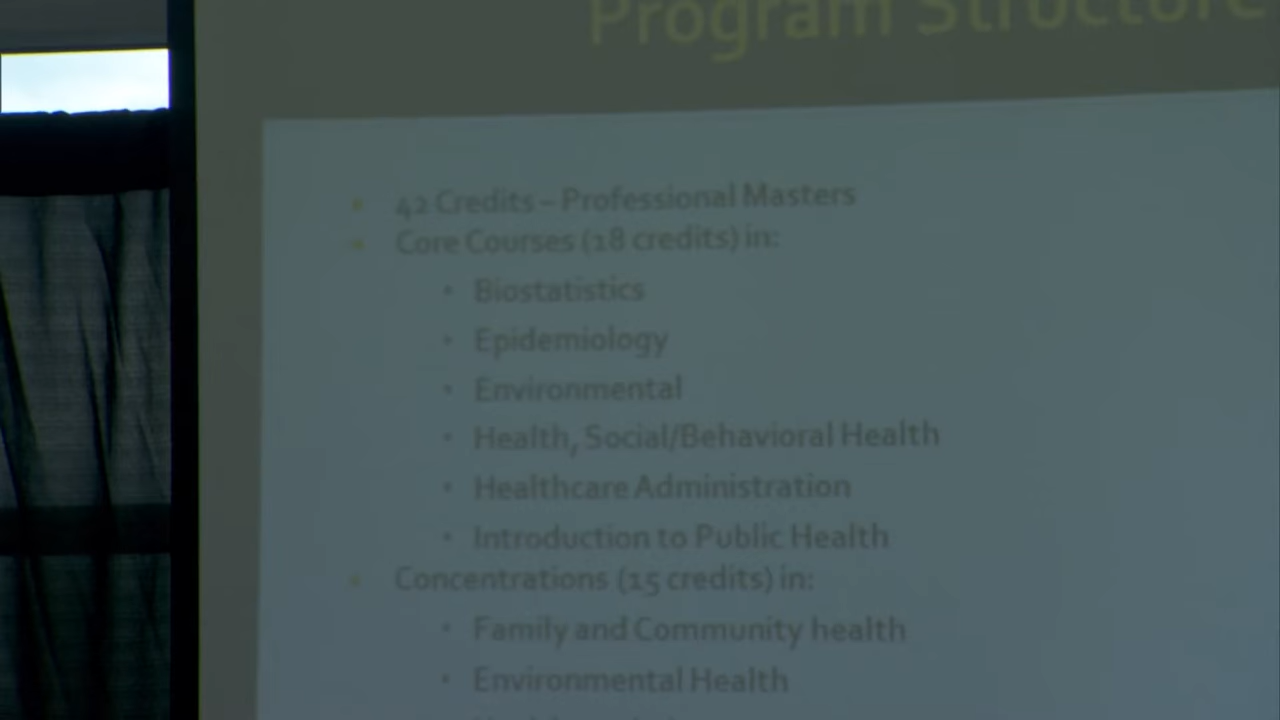 Program Structure
42 Credits – Professional Masters
Core Courses (18 credits) in:
Biostatistics
Epidemiology
Environmental
Health, Social/Behavioral Health
Healthcare Administration
Introduction to Public Health
Concentrations (15 credits) in:
Family and Community health
Environmental Health